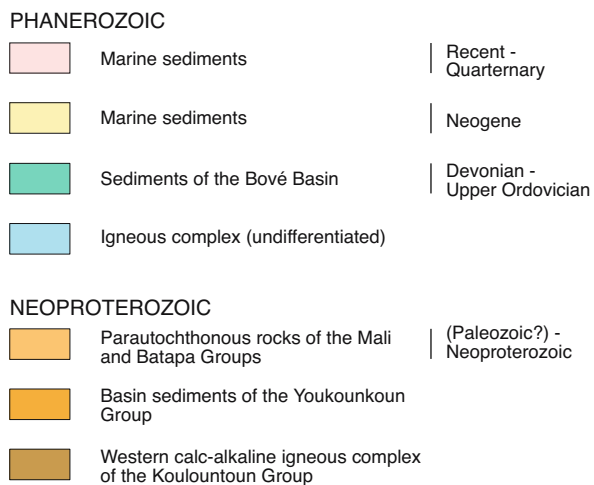 PHANEROZOIC
Marine sediments
Recent -
Quarternary
Marine sediments
Neogene
Sediments of the Bové Basin
Devonian -
Upper Ordovician
Igneous complex (undifferentiated)
NEOPROTEROZOIC
Parautochthonous rocks of the Mali
and Batapa Groups
(Paleozoic?) -
Neoproterozoic
Basin sediments of the Youkounkoun
Group
Western calc-alkaline igneous complex
of the Koulountoun Group